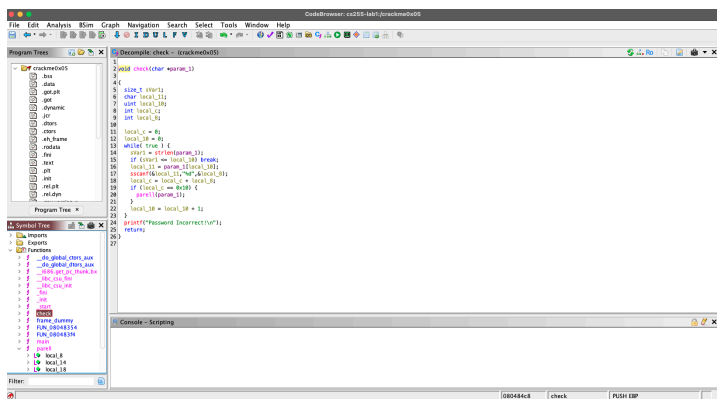 CodeBrowser: cs255-lab1:/crackme0x05
File Edit Analysis BSim Graph Navigation Search Select Tools Window Help
Program Trees
crackme0x05
.bss
.data
.got.plt
.got
.dynamic
.jcr
.dtors
.ctors
.eh_frame
.rodata
.fini
.text
.plt
.init
.rel.plt
.rel.dyn
Program Tree ×
Symbol Tree
Imports
Exports
Functions
__do_global_ctors_aux
__do_global_dtors_aux
__i686.get_pc_thunk.bx
__libc_csu_fini
__libc_csu_init
_fini
_init
_start
check
frame_dummy
FUN_08048354
FUN_080483f4
main
parell
local_8
local_14
local_18
Filter:
Decompile: check - (crackme0x05)
Ro
1
2 void check(char *param_1)
3
4 {
5 size_t sVar1;
6 char local_11;
7 uint local_10;
8 int local_c;
9 int local_8;
10
11 local_c = 0;
12 local_10 = 0;
13 while( true ) {
14 sVar1 = strlen(param_1);
15 if (sVar1 <= local_10) break;
16 local_11 = param_1[local_10];
17 sscanf(&local_11,"%d",&local_8);
18 local_c = local_c + local_8;
19 if (local_c == 0x10) {
20 parell(param_1);
21 }
22 local_10 = local_10 + 1;
23 }
24 printf("Password Incorrect!\n");
25 return;
26 }
27
Console - Scripting
080484c8 check PUSH EBP